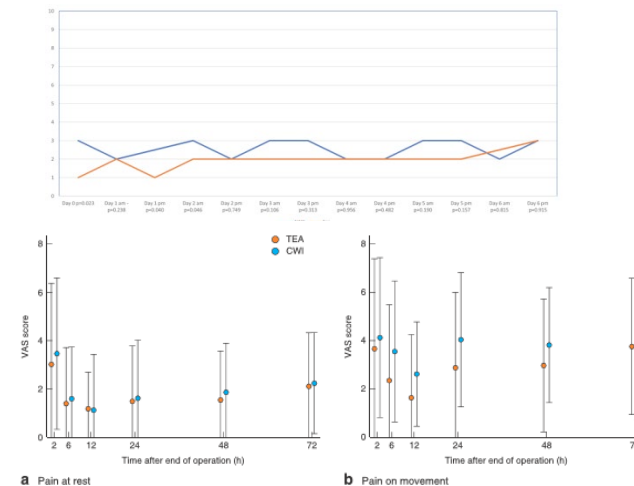 10
9
8
7
6
5
4
3
2
1
0
Day 0 p=0.023 Day 1 am - Day 1 pm Day 2 am Day 2 pm Day 3 am Day 3 pm Day 4 am Day 4 pm Day 5 am Day 5 pm Day 6 am Day 6 pm
p=0.238 p=0.040 p=0.046 p=0.749 p=0.106 p=0.313 p=0.956 p=0.482 p=0.590 p=0.157 p=0.815 p=0.915
TEA
CWI
8
6
4
2
0
VAS score
2 6 12 24 48 72
Time after end of operation (h)
a Pain at rest
8
6
4
2
0
VAS score
2 6 12 24 48
Time after end of operation (h)
b Pain on movement